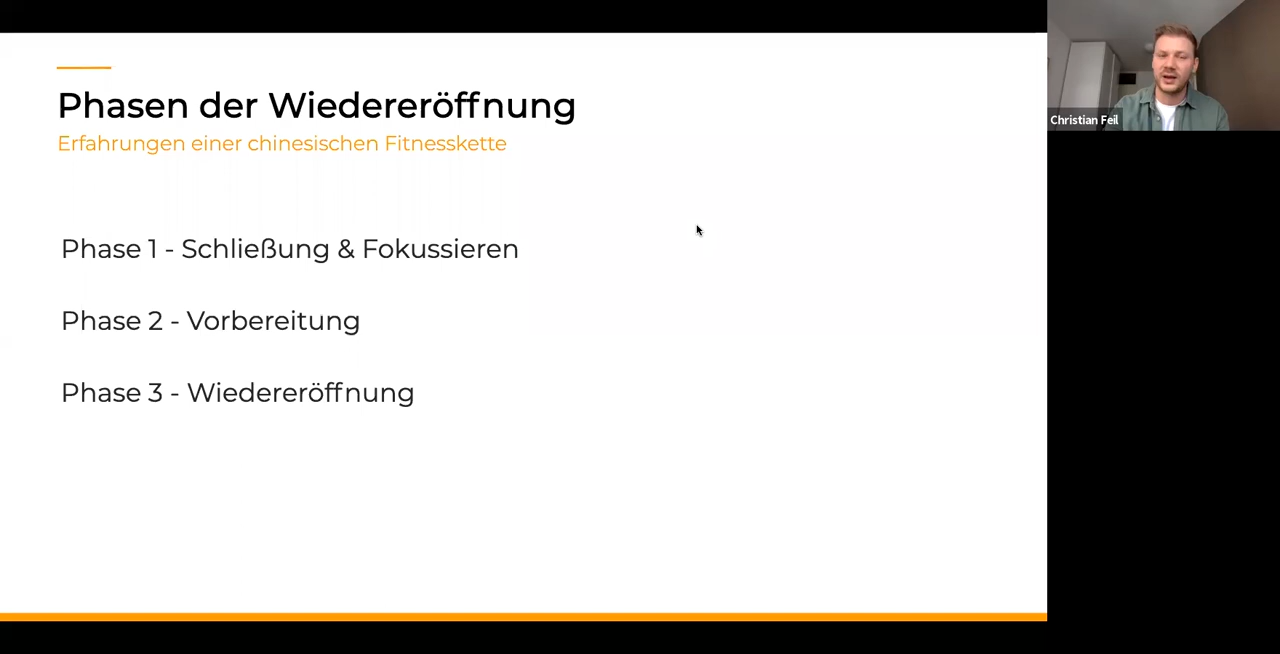 Phasen der Wiedereröffnung
Erfahrungen einer chinesischen Fitnesskette
Phase 1 - Schließung & Fokussieren
Phase 2 - Vorbereitung
Phase 3 - Wiedereröffnung
Christian Feil